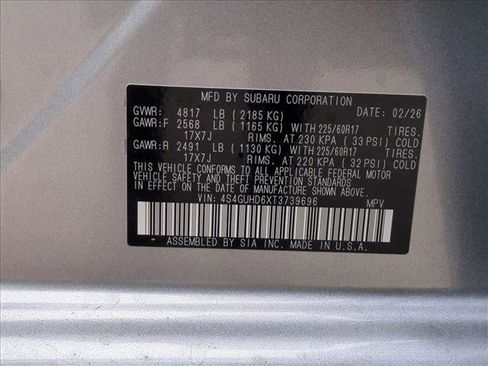 MFD BY SUBARU CORPORATION DATE: 02/26
GVWR: 4817 LB ( 2185 KG)
GAWR:F 2568 LB ( 1165 KG) WITH 225/60R17 TIRES.
17X7J RIMS. AT 230 KPA ( 33 PSI) COLD
GAWR:R 2491 LB ( 1130 KG) WITH 225/60R17 TIRES.
17X7J RIMS. AT 220 KPA ( 32 PSI) COLD
THIS VEHICLE CONFORMS TO ALL APPLICABLE FEDERAL MOTOR
VEHICLE SAFETY AND THEFT PREVENTION STANDARDS
IN EFFECT ON THE DATE OF MANUFACTURE SHOWN ABOVE.
VIN: 4S4GUHD6XT3739696 MPV
ASSEMBLED BY SIA INC. MADE IN U.S.A.